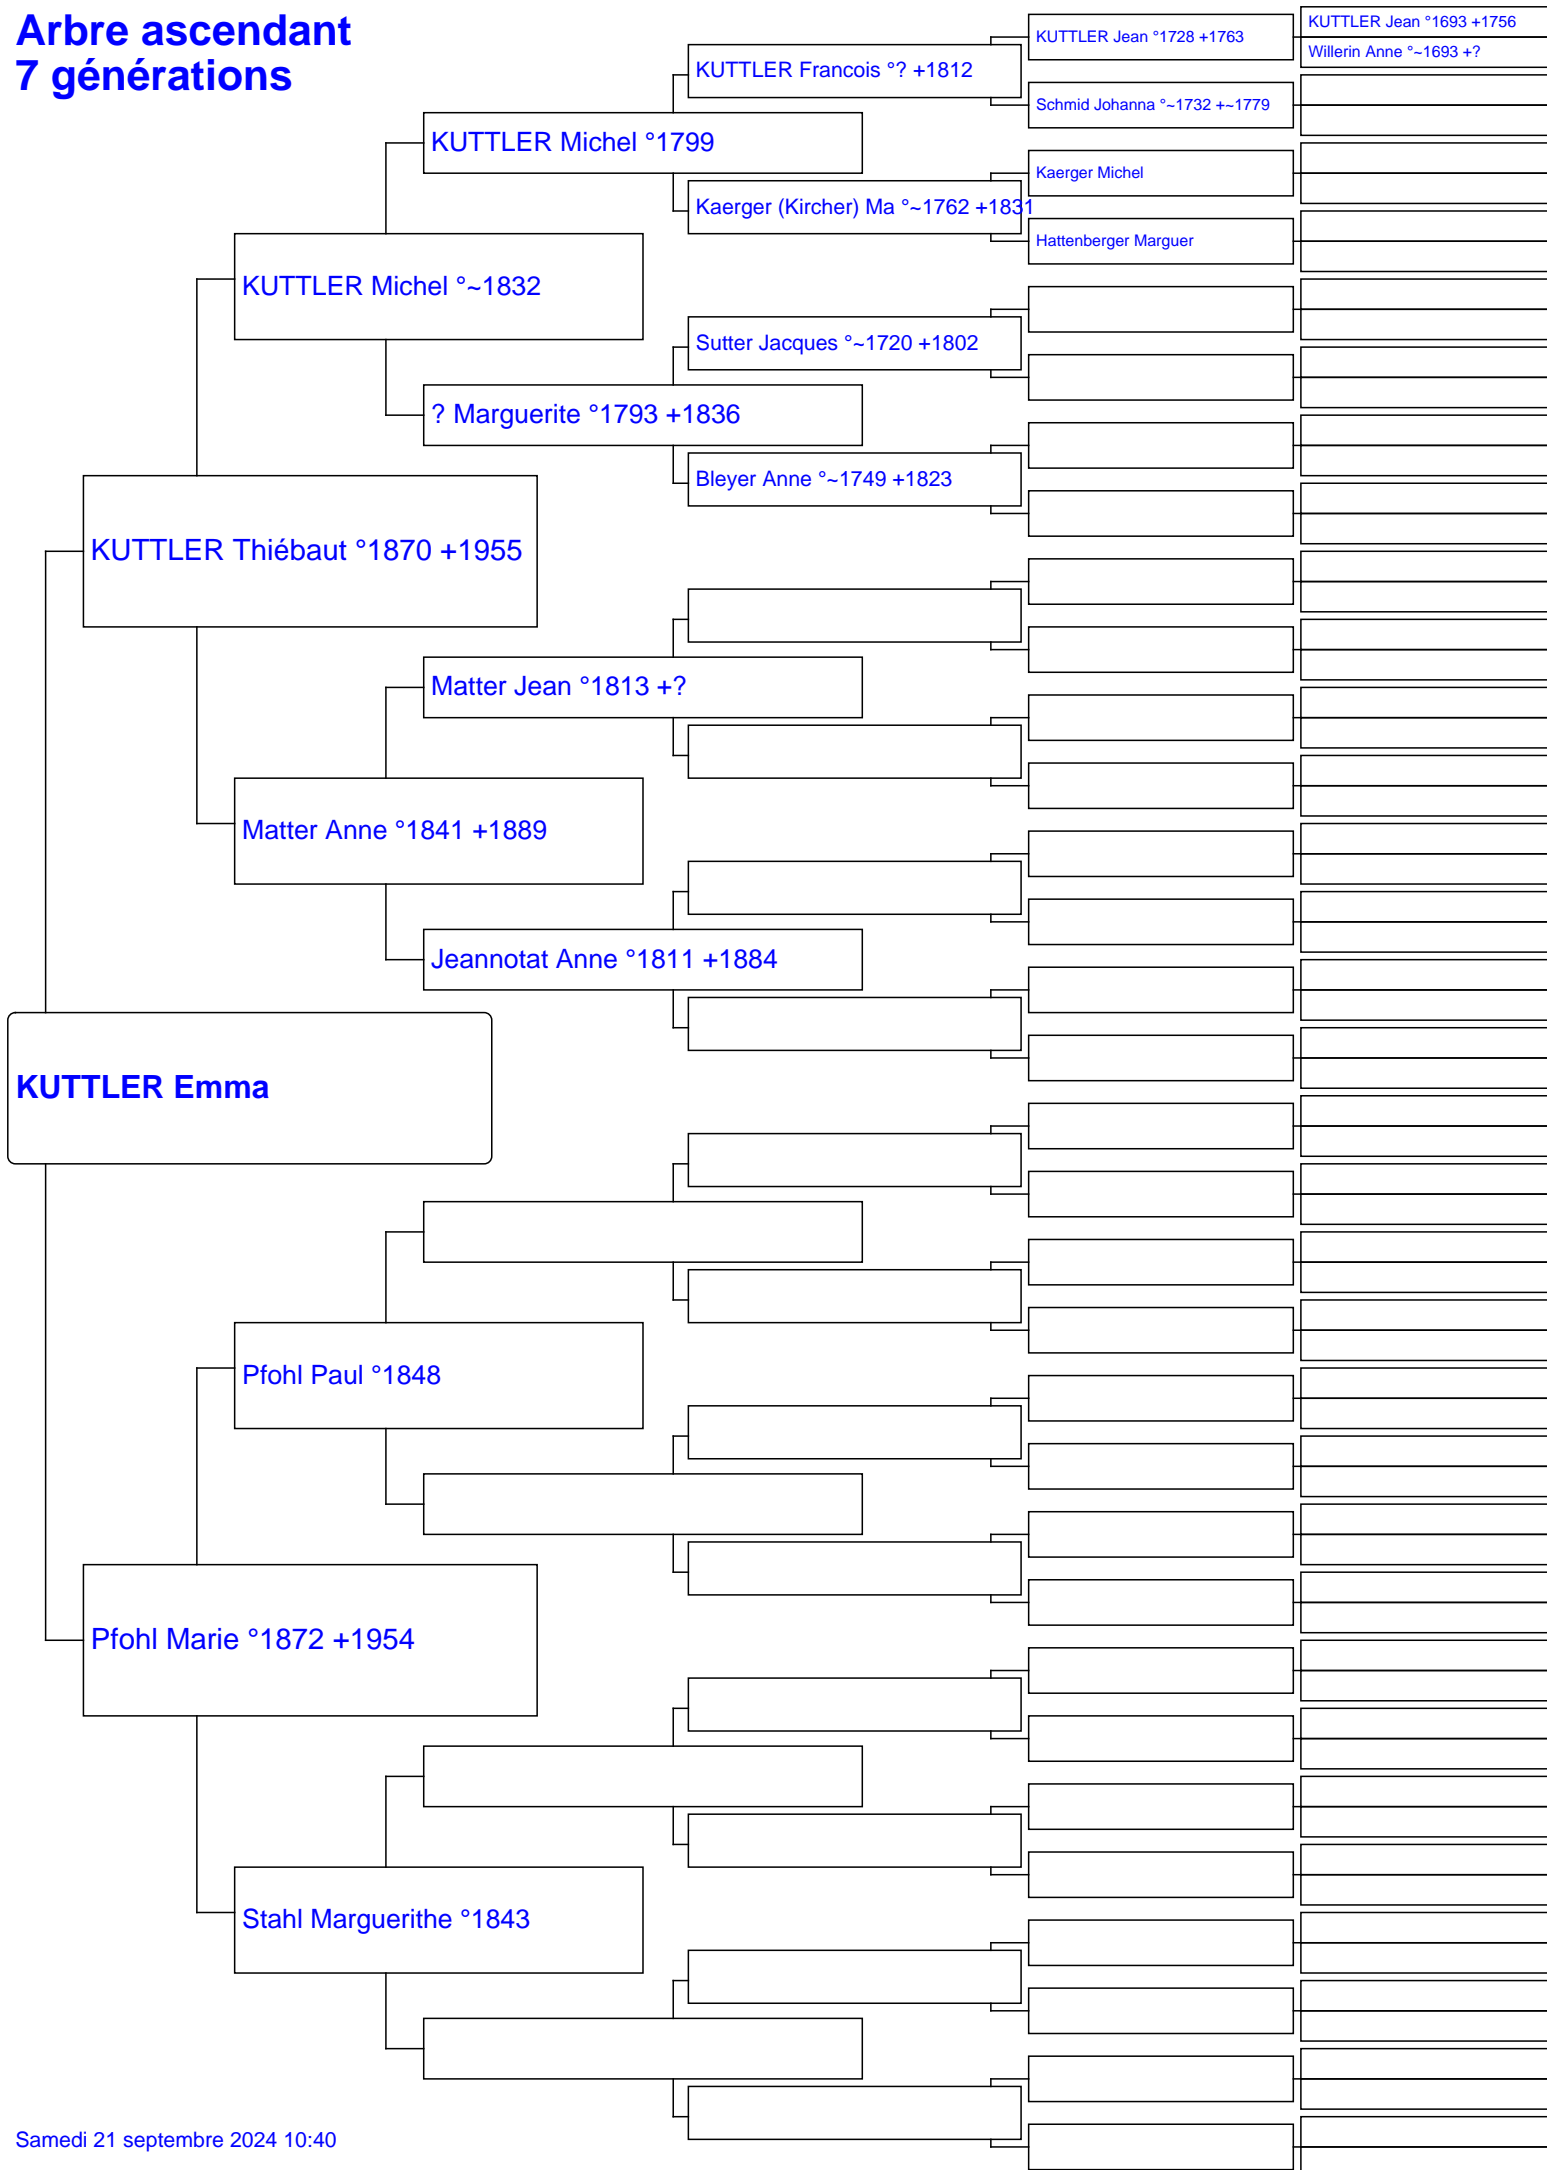 Arbre ascendant
7 générations
KUTTLER Jean °1693 +1756
KUTTLER Jean °1728 +1763
Willerin Anne °~1693 +?
KUTTLER Francois °? +1812
Schmid Johanna °~1732 +~1779
KUTTLER Michel °1799
Kaerger Michel
Kaerger (Kircher) Ma °~1762 +1831
Hattenberger Marguer
KUTTLER Michel °~1832
Sutter Jacques °~1720 +1802
? Marguerite °1793 +1836
Bleyer Anne °~1749 +1823
KUTTLER Thiébaut °1870 +1955
Matter Jean °1813 +?
Matter Anne °1841 +1889
Jeannotat Anne °1811 +1884
KUTTLER Emma
Pfohl Paul °1848
Pfohl Marie °1872 +1954
Stahl Marguerithe °1843
Samedi 21 septembre 2024 10:40